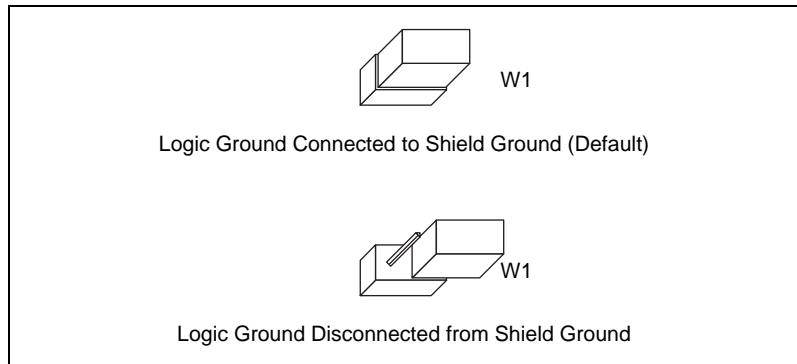 W1
Logic Ground Connected to Shield Ground (Default)
W1
Logic Ground Disconnected from Shield Ground